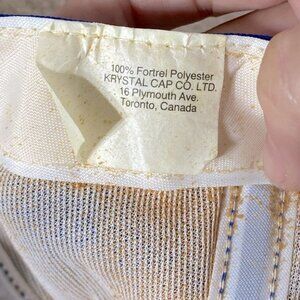 100% Fortrel Polyester
KRYSTAL CAP CO. LTD.
16 Plymouth Ave.
Toronto, Canada